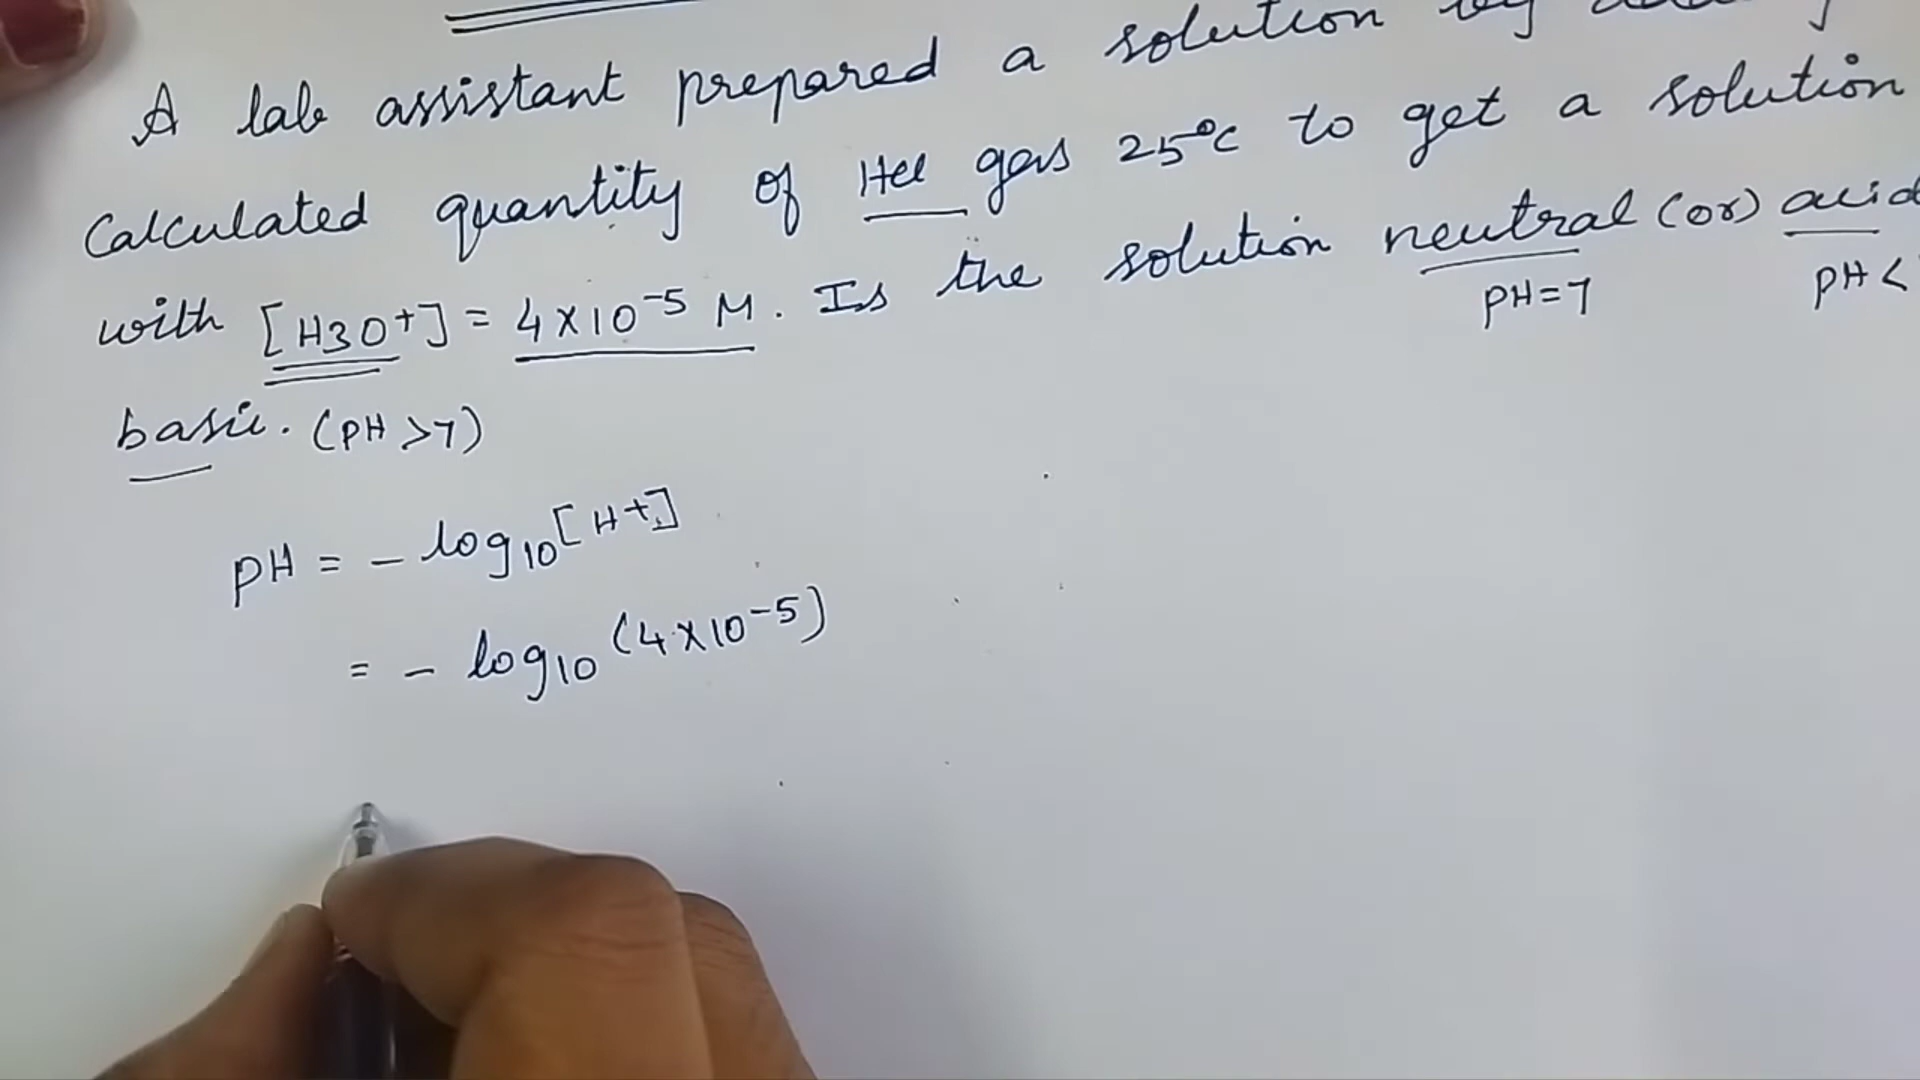 A lab assistant prepared a solution by
Calculated quantity of Hcl gas 25°C to get a solution
with [H3O+] = 4×10⁻⁵ M. Is the solution neutral (or) acid
pH=7 pH<
basic. (pH >7)
pH = - log₁₀[H+]
= - log₁₀ (4×10⁻⁵)